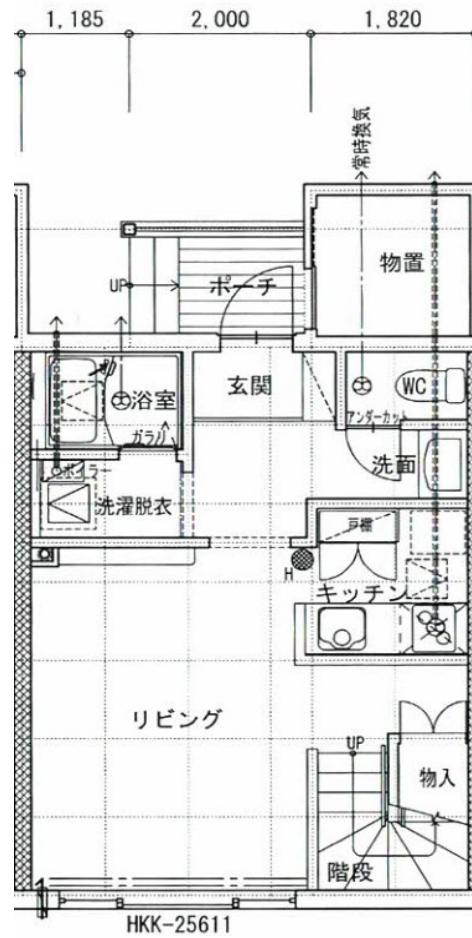 1,185 2,000 1,820
常時換気
物置
UP
ポーチ
玄関
WC
浴室
アンダーカット
ガラリ
洗面
ボイラー
洗濯脱衣
戸棚
H
キッチン
リビング
UP
物入
階段
HKK-25611